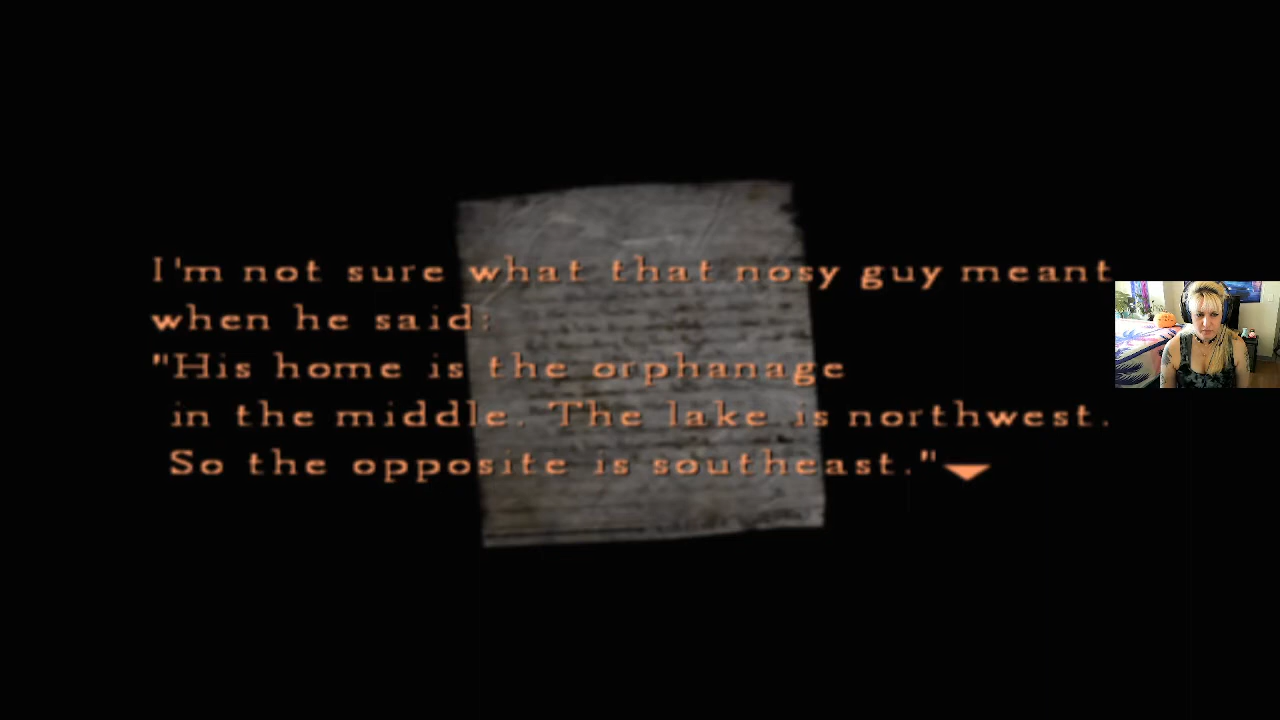 I'm not sure what that nosy guy meant
when he said:
"His home is the orphanage
in the middle. The lake is northwest.
So the opposite is southeast."